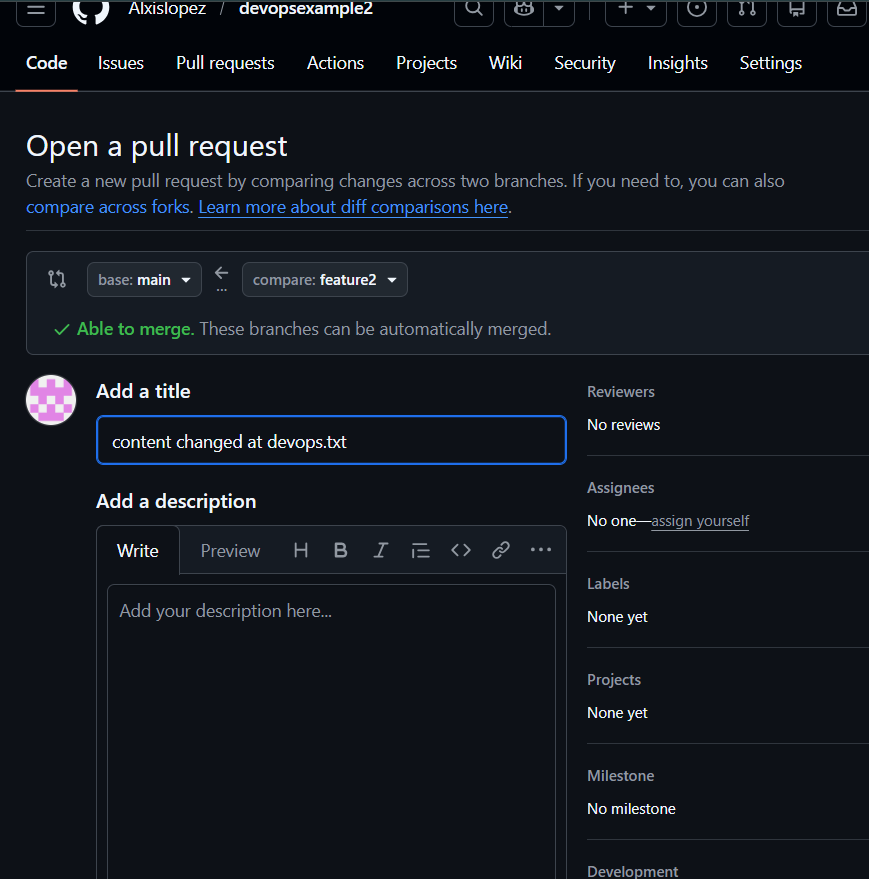 Alxislopez / devopsexample2
Code Issues Pull requests Actions Projects Wiki Security Insights Settings
Open a pull request
Create a new pull request by comparing changes across two branches. If you need to, you can also
compare across forks. Learn more about diff comparisons here.
base: main compare: feature2
Able to merge. These branches can be automatically merged.
Add a title
content changed at devops.txt
Add a description
Write Preview
Add your description here...
Reviewers
No reviews
Assignees
No one—assign yourself
Labels
None yet
Projects
None yet
Milestone
No milestone
Development